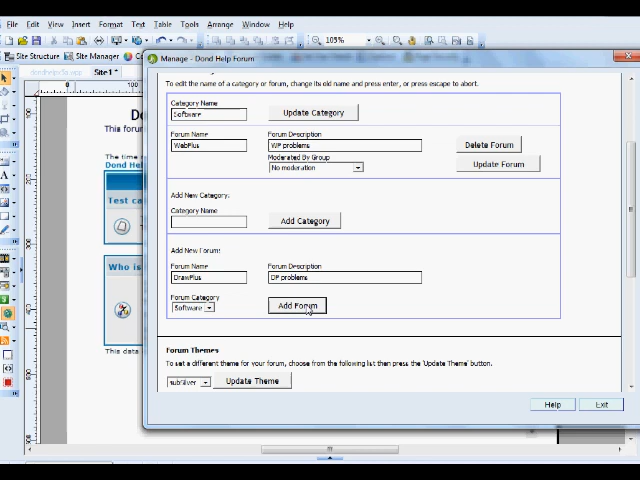 File Edit View Insert Format Text Table Tools Arrange Window Help
105%
Site Structure Site Manager
Manage - Dond Help Forum
Site1 *
To edit the name of a category or forum, change its old name and press enter, or press escape to abort.
Category Name
Software
Update Category
Forum Name
Forum Description
WebPlus
WP problems
Delete Forum
Moderated By Group
No moderation
Update Forum
Add New Category:
Category Name
Add Category
Add New Forum:
Forum Name
Forum Description
DrawPlus
DP problems
Forum Category
Software
Add Forum
Forum Themes
To set a different theme for your forum, choose from the following list then press the 'Update Theme' button.
subSilver
Update Theme
Help
Exit
This forum
The time
Dond Hel
Test ca
Who is
This data